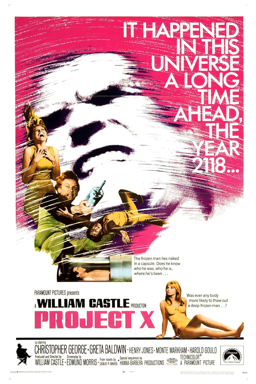 IT HAPPENED
IN THIS
UNIVERSE
A LONG
TIME
AHEAD,
THE
YEAR
2118...
The frozen man lies naked
in a capsule. Does he know
who he was, who he is,
where he's been . . .
Was ever any body
more likely to thaw out
a deep frozen man . . .?
PARAMOUNT PICTURES presents
A WILLIAM CASTLE PRODUCTION
PROJECT X
CHRISTOPHER GEORGE · GRETA BALDWIN · HENRY JONES · MONTE MARKHAM · HAROLD GOULD
WILLIAM CASTLE · EDMUND MORRIS
HANNA-BARBERA PRODUCTIONS
TECHNICOLOR
A PARAMOUNT PICTURE